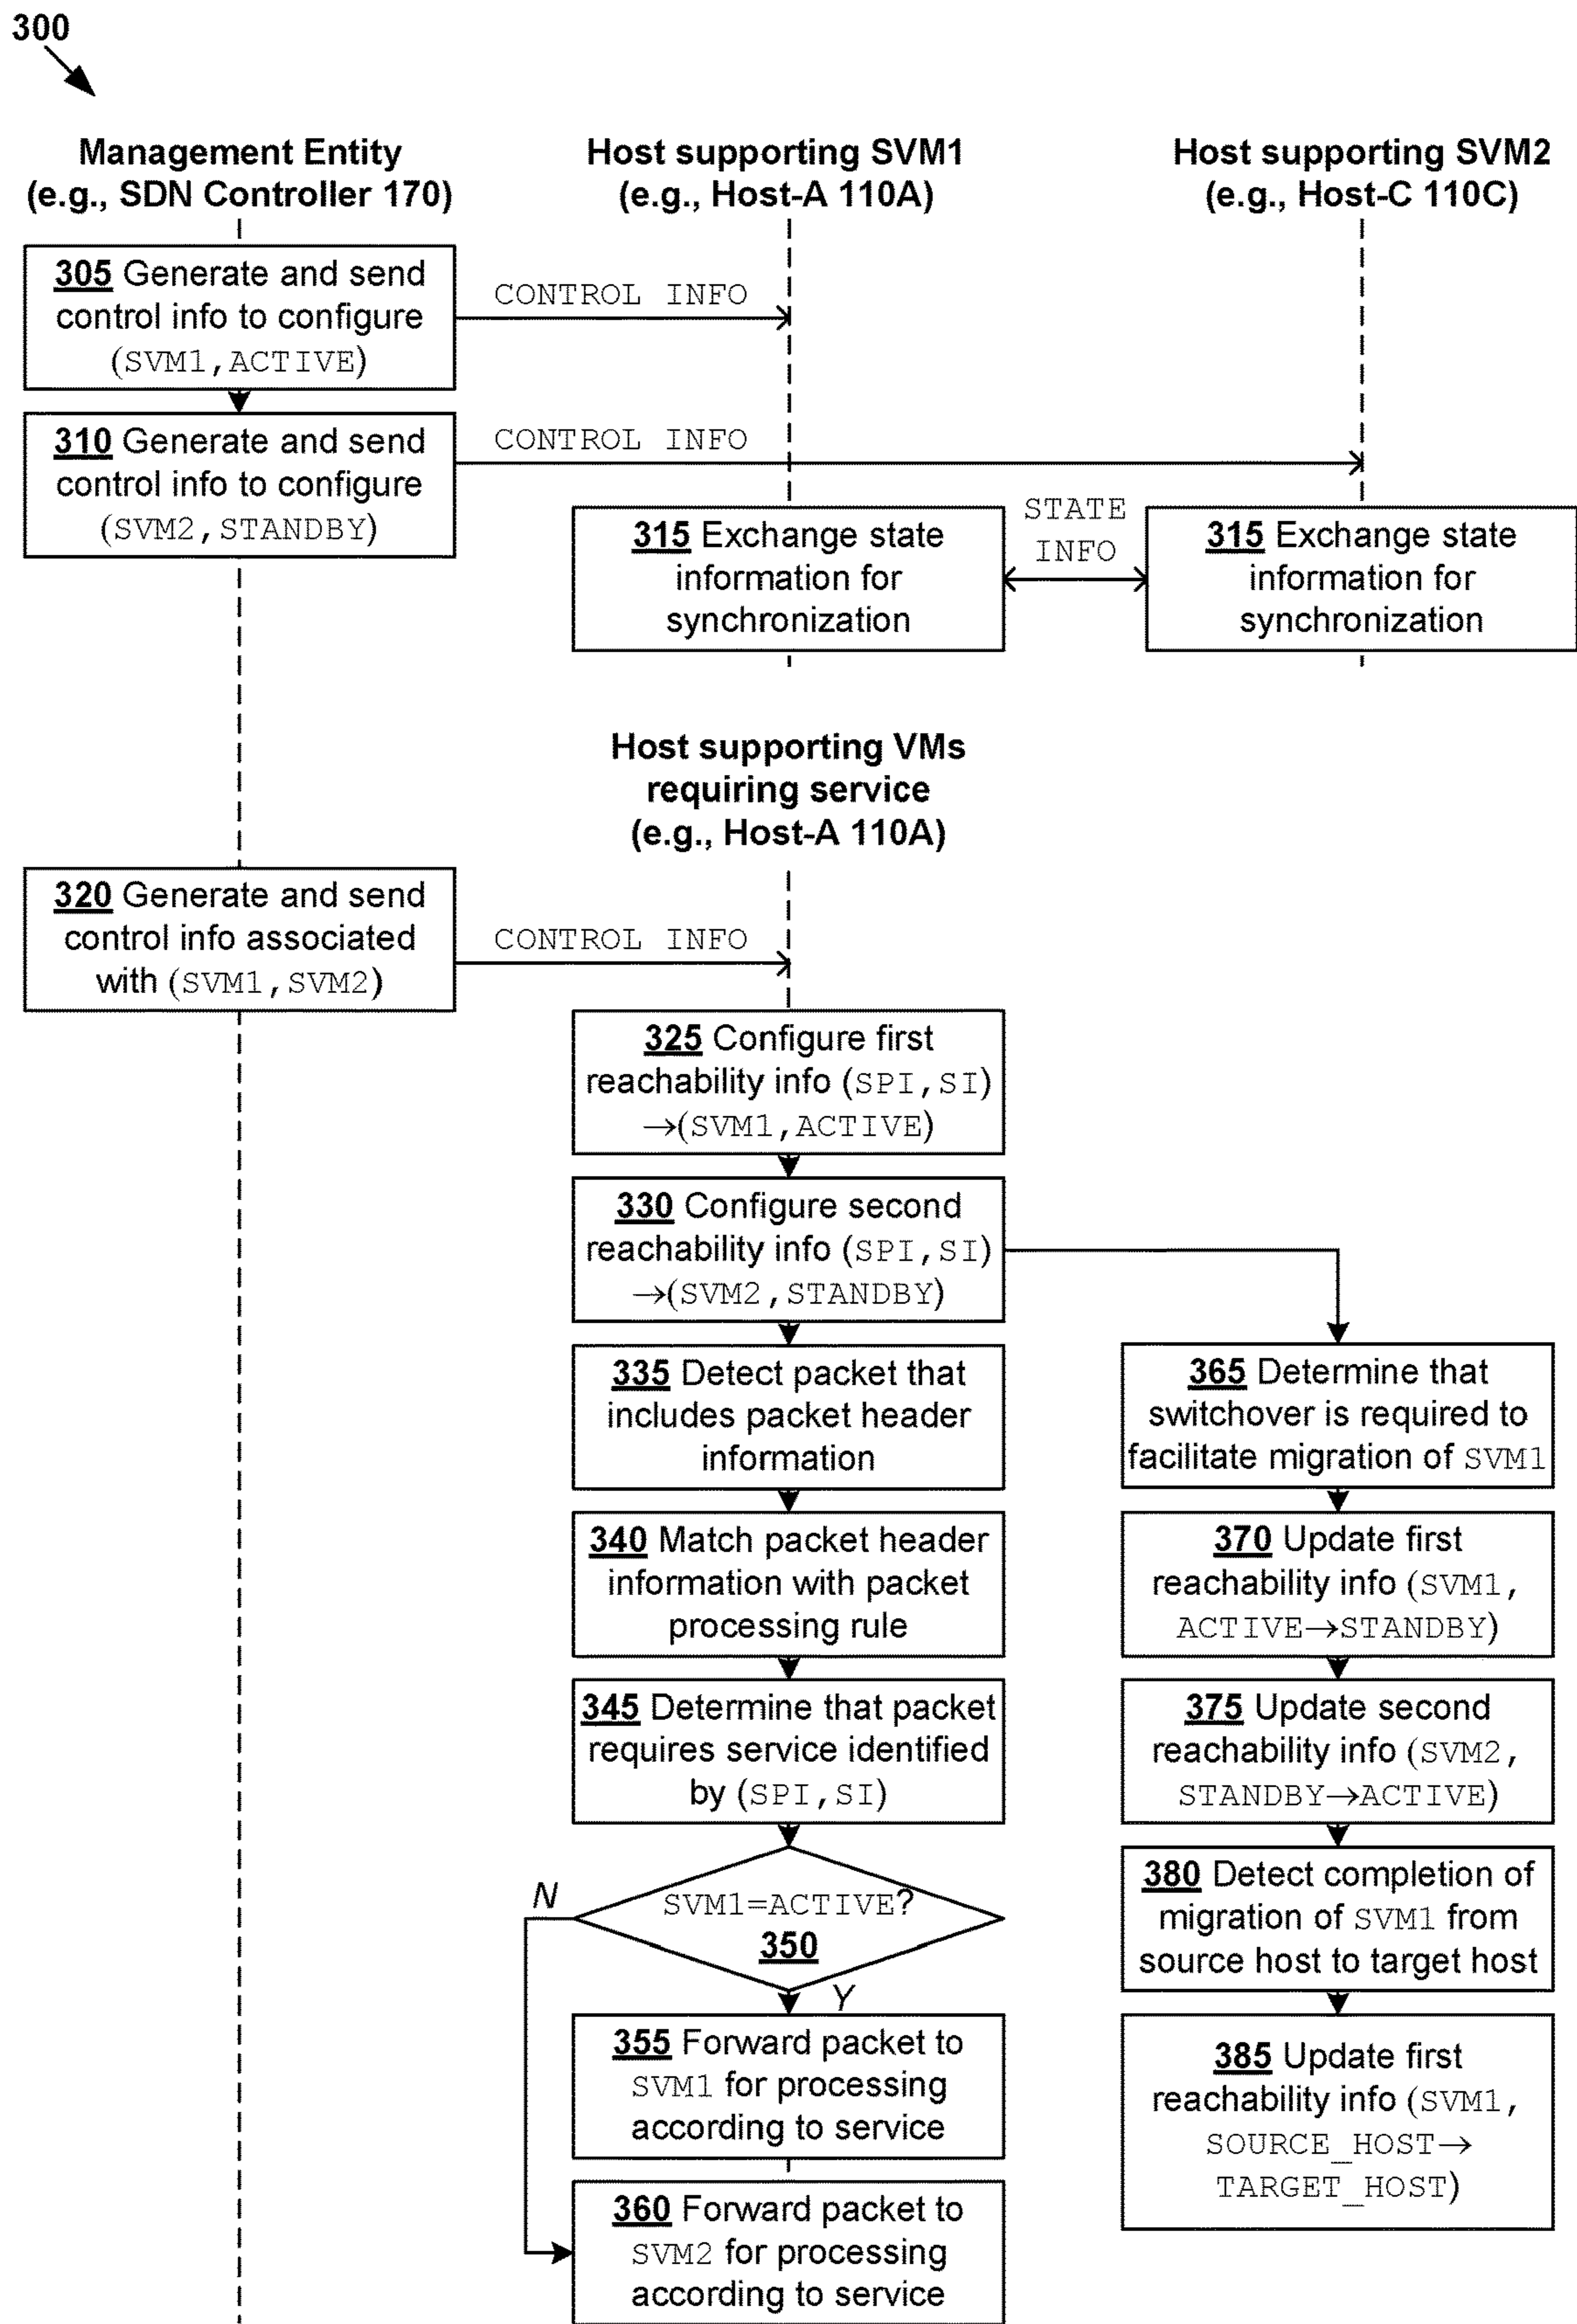 300
Management Entity
(e.g., SDN Controller 170)
Host supporting SVM1
(e.g., Host-A 110A)
Host supporting SVM2
(e.g., Host-C 110C)
305 Generate and send
control info to configure
(SVM1,ACTIVE)
CONTROL INFO
310 Generate and send
control info to configure
(SVM2,STANDBY)
CONTROL INFO
315 Exchange state
information for
synchronization
STATE
INFO
315 Exchange state
information for
synchronization
Host supporting VMs
requiring service
(e.g., Host-A 110A)
320 Generate and send
control info associated
with (SVM1,SVM2)
CONTROL INFO
325 Configure first
reachability info (SPI,SI)
→(SVM1,ACTIVE)
330 Configure second
reachability info (SPI,SI)
→(SVM2,STANDBY)
335 Detect packet that
includes packet header
information
340 Match packet header
information with packet
processing rule
345 Determine that packet
requires service identified
by (SPI,SI)
SVM1=ACTIVE?
350
N
Y
355 Forward packet to
SVM1 for processing
according to service
360 Forward packet to
SVM2 for processing
according to service
365 Determine that
switchover is required to
facilitate migration of SVM1
370 Update first
reachability info (SVM1,
ACTIVE→STANDBY)
375 Update second
reachability info (SVM2,
STANDBY→ACTIVE)
380 Detect completion of
migration of SVM1 from
source host to target host
385 Update first
reachability info (SVM1,
SOURCE_HOST→
TARGET_HOST)